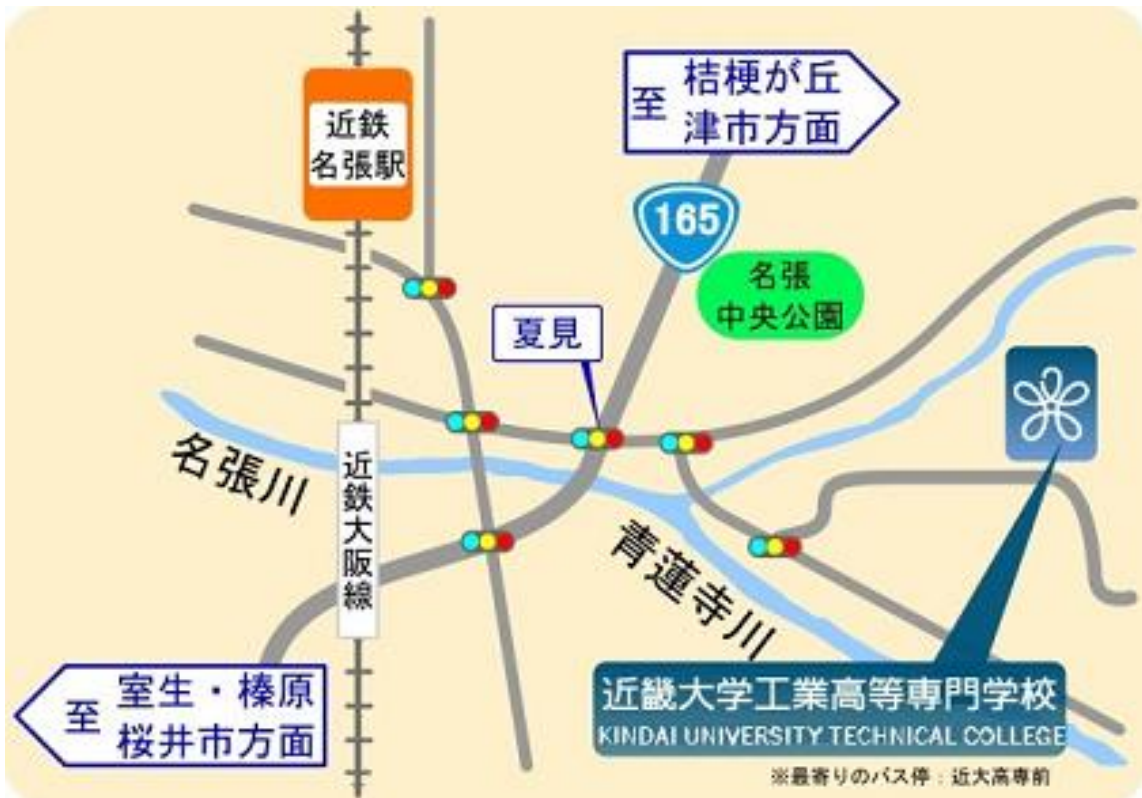 近鉄
名張駅
至 桔梗が丘
津市方面
165
名張
中央公園
夏見
名張川
近鉄大阪線
青蓮寺川
至 室生・榛原
桜井市方面
近畿大学工業高等専門学校
KINDAI UNIVERSITY TECHNICAL COLLEGE
※最寄りのバス停：近大高専前